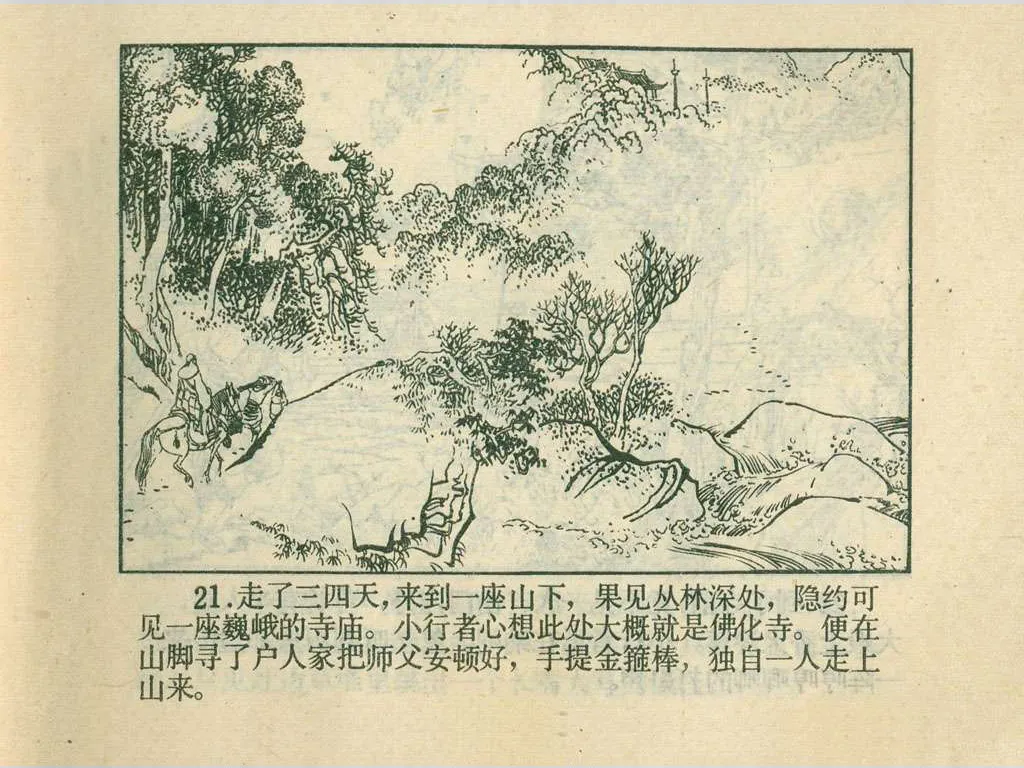 21.走了三四天，来到一座山下，果见丛林深处，隐约可
见一座巍峨的寺庙。小行者心想此处大概就是佛化寺。便在
山脚寻了户人家把师父安顿好，手提金箍棒，独自一人走上
山来。